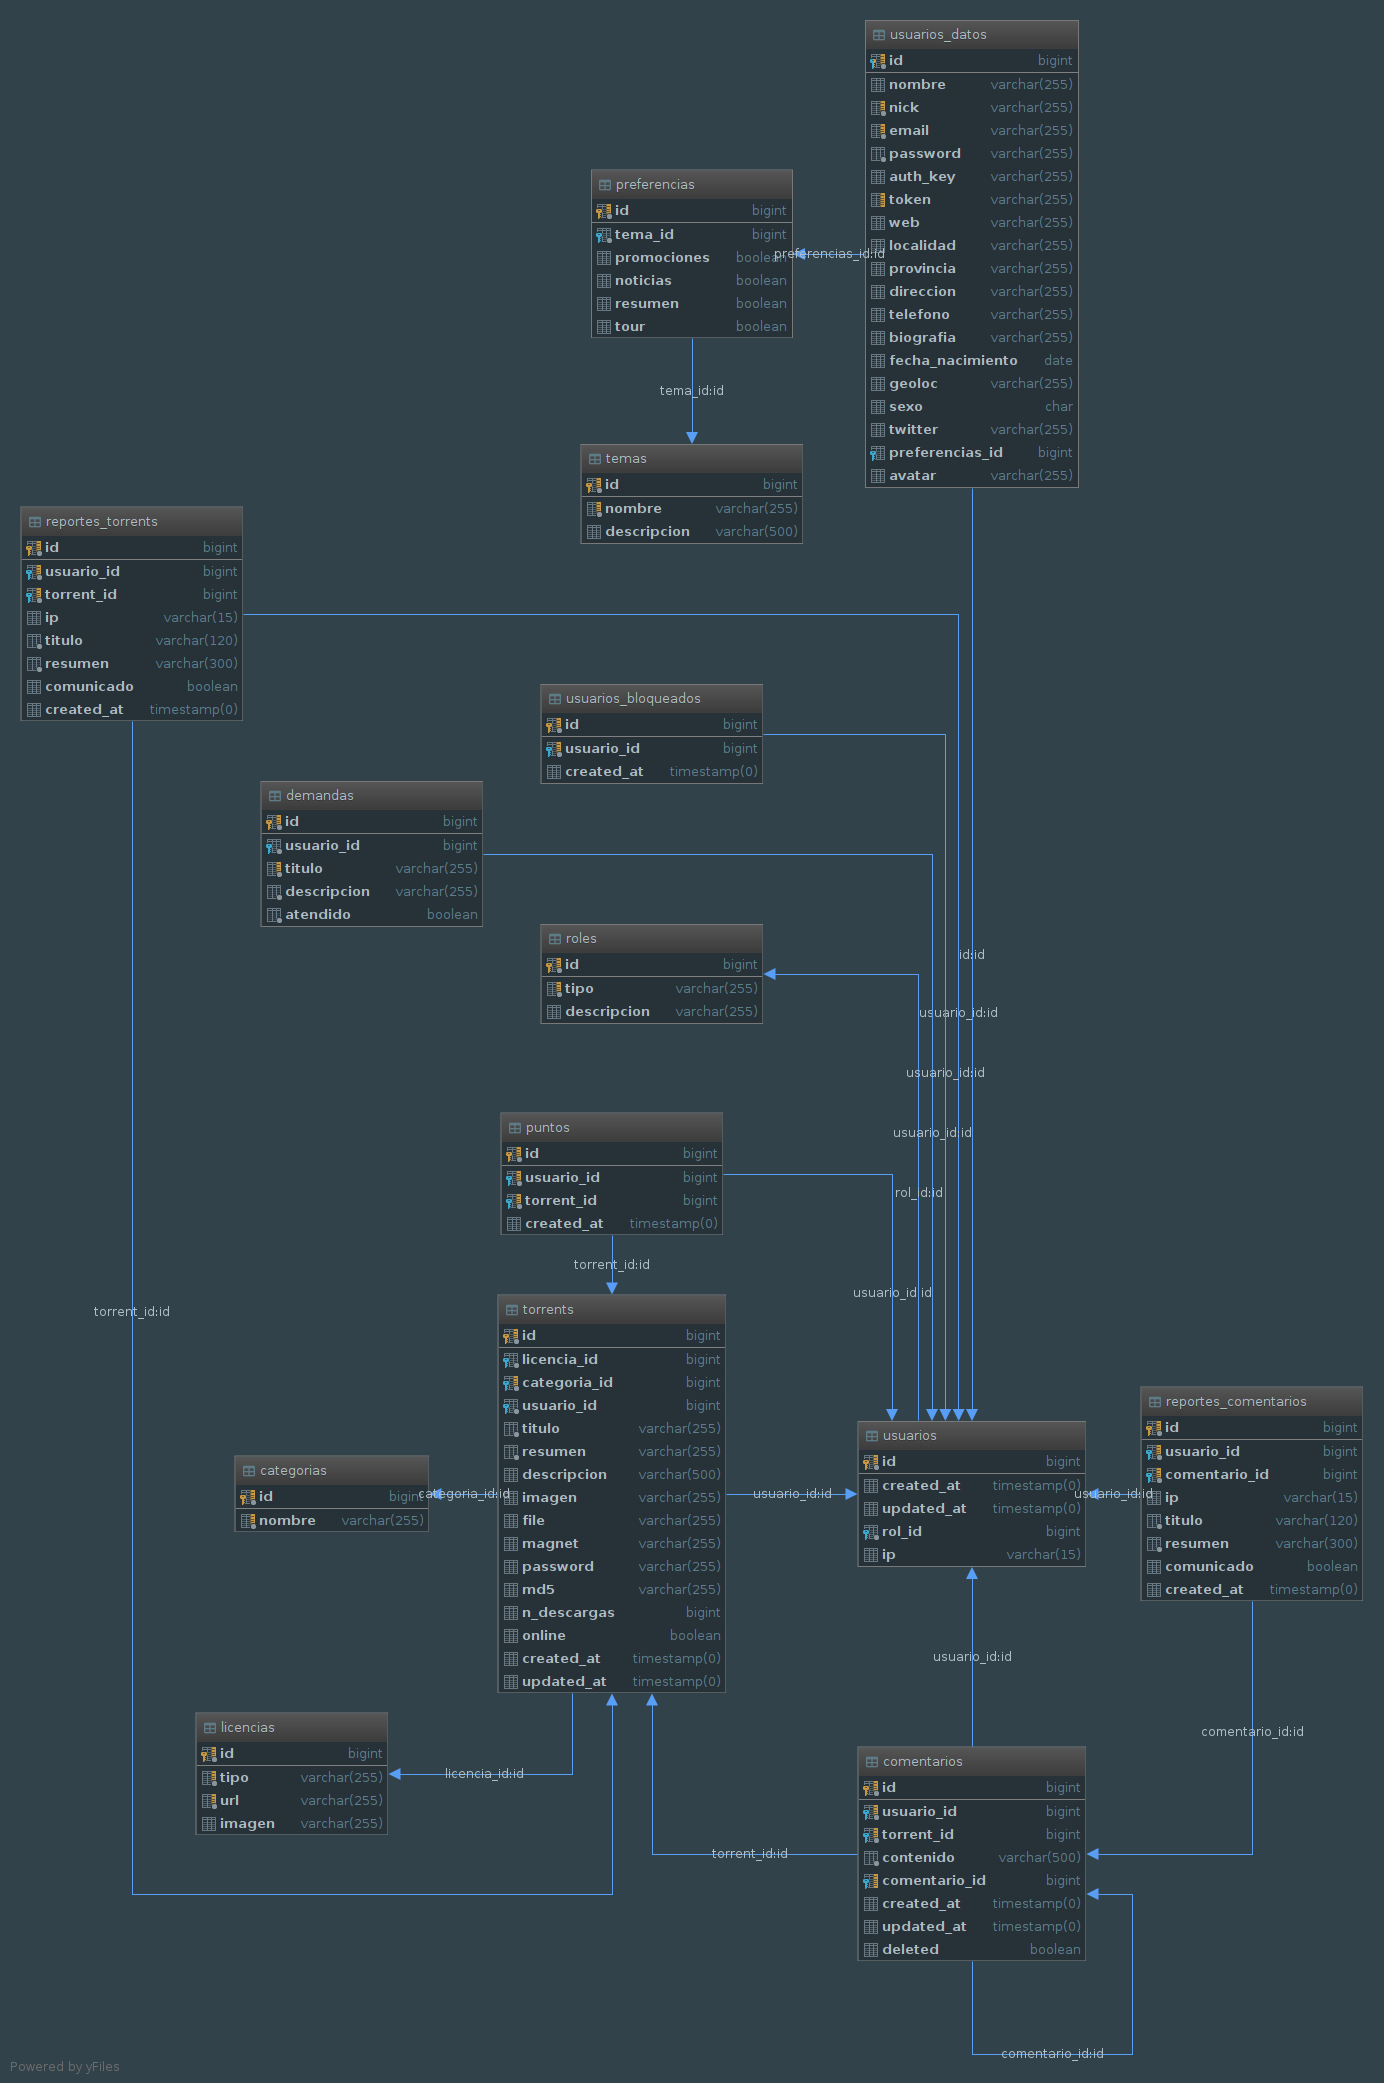 usuarios_datos
id bigint
nombre varchar(255)
nick varchar(255)
email varchar(255)
password varchar(255)
auth_key varchar(255)
token varchar(255)
web varchar(255)
localidad varchar(255)
provincia varchar(255)
direccion varchar(255)
telefono varchar(255)
biografia varchar(255)
fecha_nacimiento date
geoloc varchar(255)
sexo char
twitter varchar(255)
preferencias_id bigint
avatar varchar(255)
preferencias
id bigint
tema_id bigint
promociones boolean
noticias boolean
resumen boolean
tour boolean
preferencias_id:id
tema_id:id
temas
id bigint
nombre varchar(255)
descripcion varchar(500)
reportes_torrents
id bigint
usuario_id bigint
torrent_id bigint
ip varchar(15)
titulo varchar(120)
resumen varchar(300)
comunicado boolean
created_at timestamp(0)
usuarios_bloqueados
id bigint
usuario_id bigint
created_at timestamp(0)
demandas
id bigint
usuario_id bigint
titulo varchar(255)
descripcion varchar(255)
atendido boolean
roles
id bigint
tipo varchar(255)
descripcion varchar(255)
id:id
usuario_id:id
usuario_id:id
usuario_id:id
rol_id:id
usuario_id:id
puntos
id bigint
usuario_id bigint
torrent_id bigint
created_at timestamp(0)
torrent_id:id
torrent_id:id
torrents
id bigint
licencia_id bigint
categoria_id bigint
usuario_id bigint
titulo varchar(255)
resumen varchar(255)
descripcion varchar(500)
imagen varchar(255)
file varchar(255)
magnet varchar(255)
password varchar(255)
md5 varchar(255)
n_descargas bigint
online boolean
created_at timestamp(0)
updated_at timestamp(0)
categorias
id bigint
nombre varchar(255)
categoria_id:id
usuario_id:id
usuarios
id bigint
created_at timestamp(0)
updated_at timestamp(0)
rol_id bigint
ip varchar(15)
usuario_id:id
reportes_comentarios
id bigint
usuario_id bigint
comentario_id bigint
ip varchar(15)
titulo varchar(120)
resumen varchar(300)
comunicado boolean
created_at timestamp(0)
usuario_id:id
comentario_id:id
licencias
id bigint
tipo varchar(255)
url varchar(255)
imagen varchar(255)
licencia_id:id
torrent_id:id
comentarios
id bigint
usuario_id bigint
torrent_id bigint
contenido varchar(500)
comentario_id bigint
created_at timestamp(0)
updated_at timestamp(0)
deleted boolean
comentario_id:id
Powered by yFiles